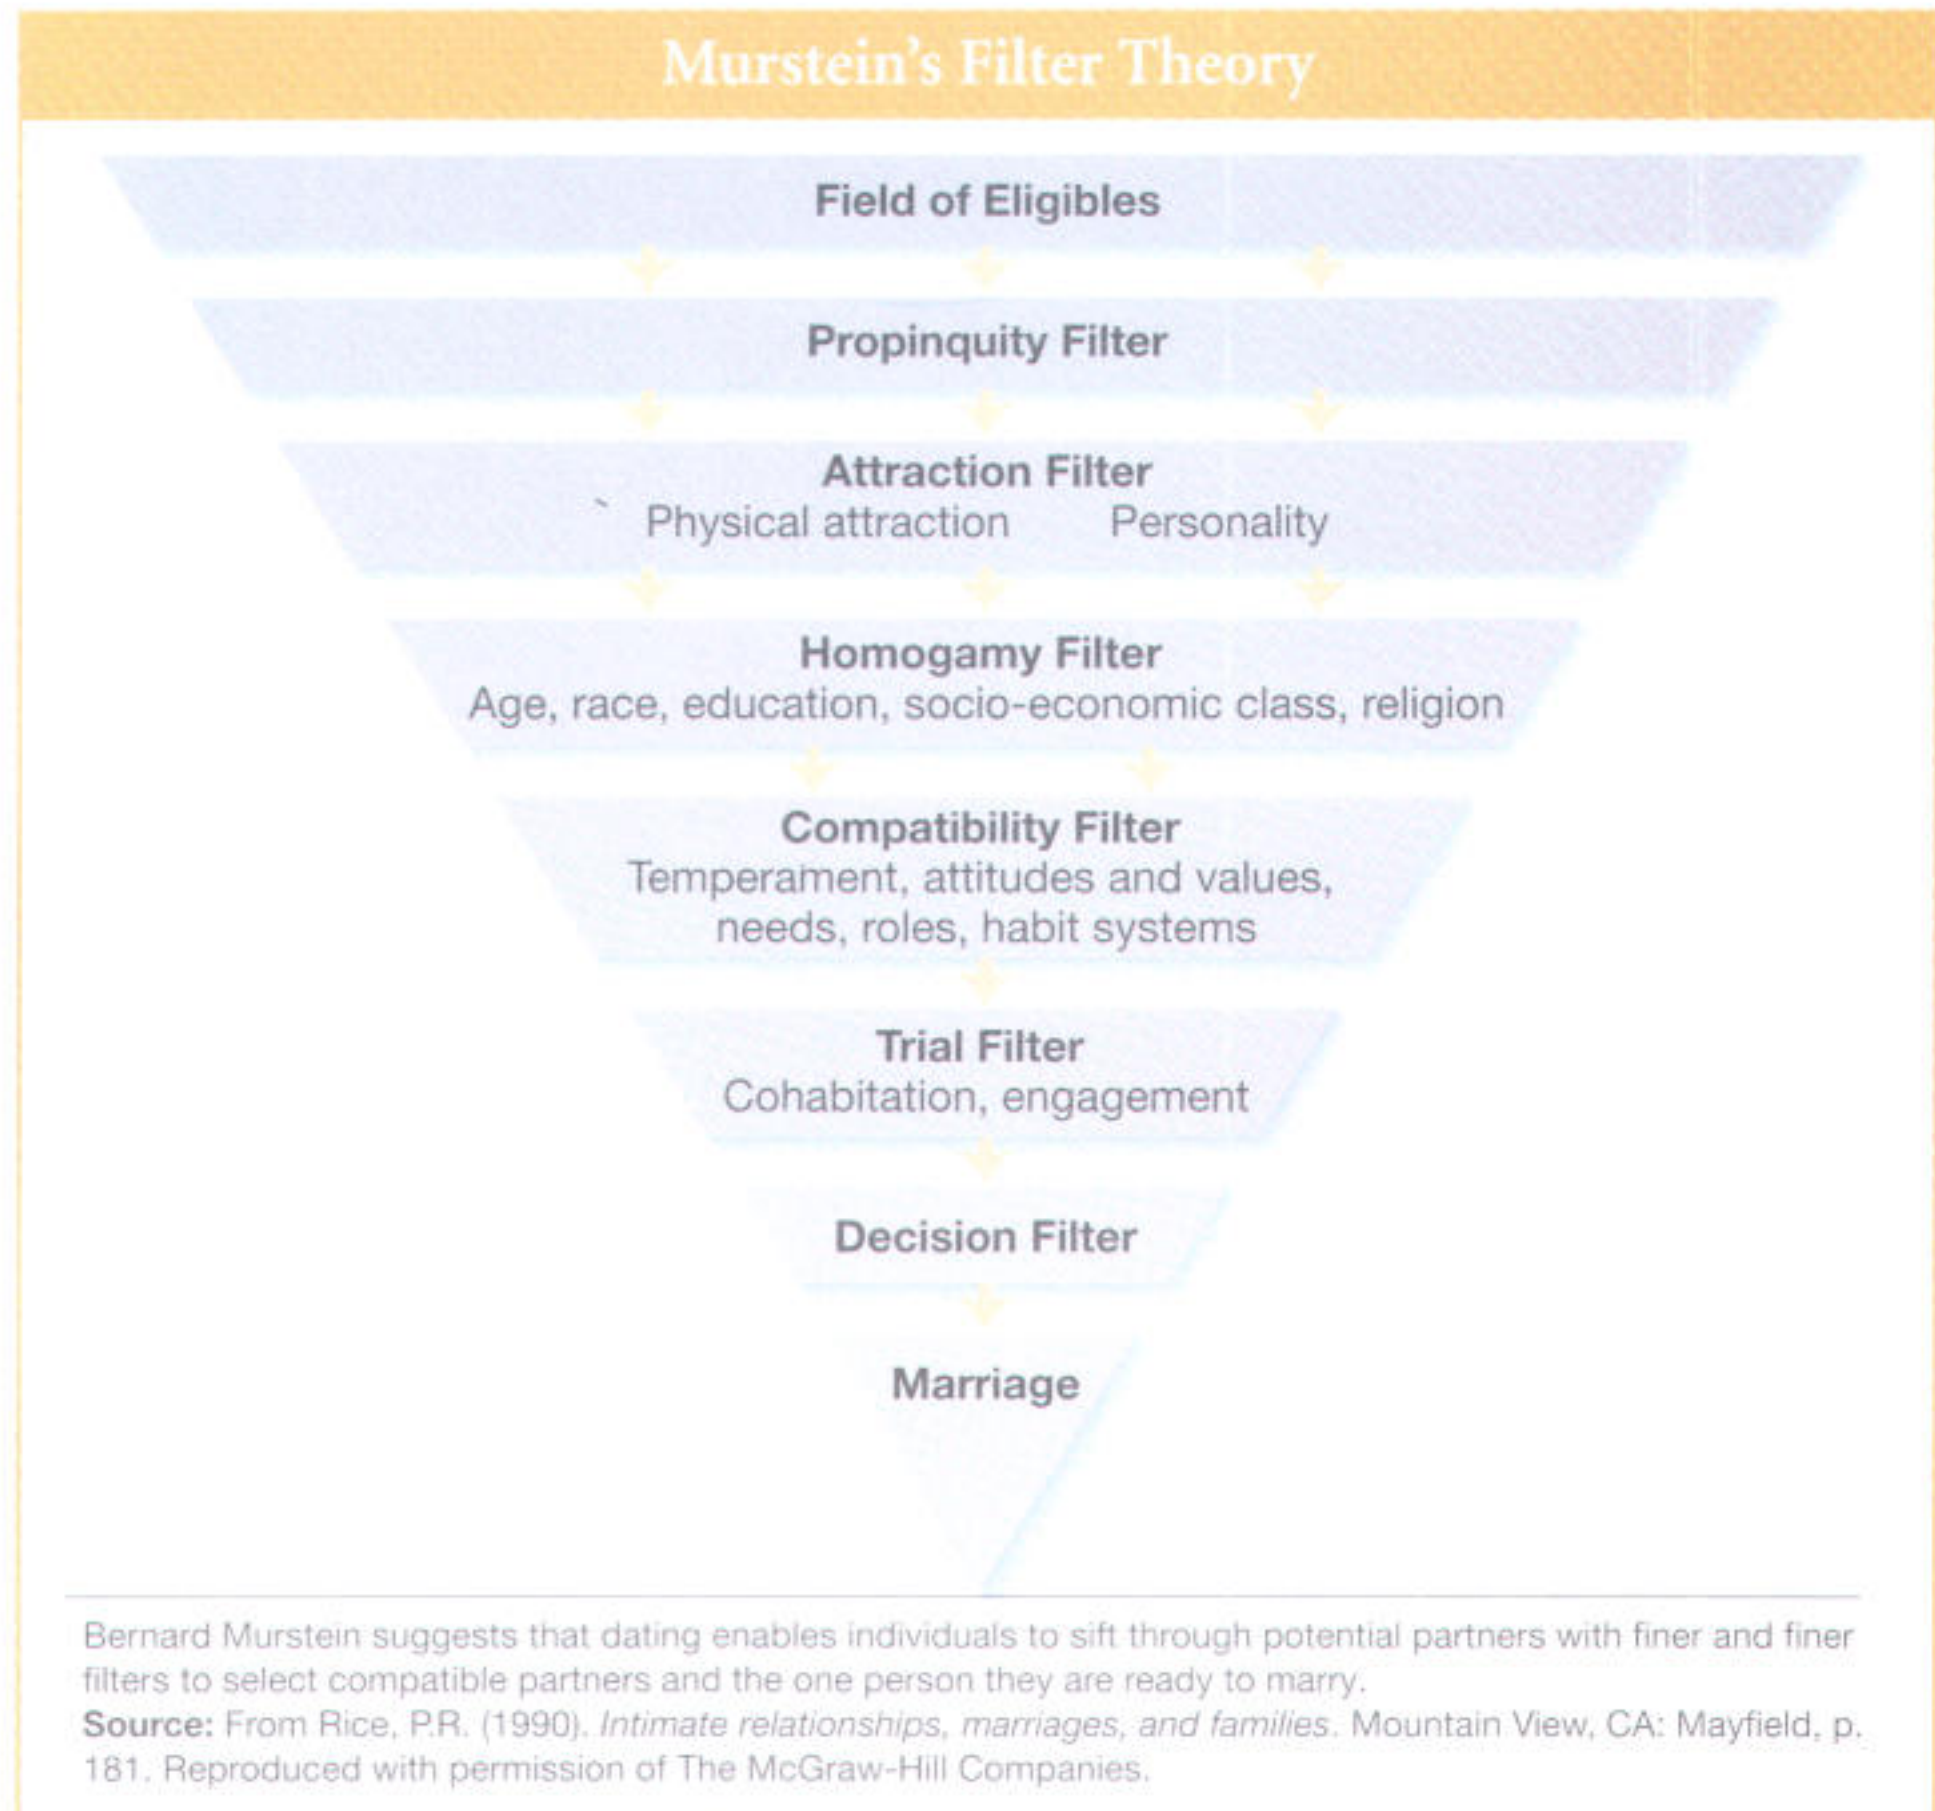 Murstein's Filter Theory
Field of Eligibles
Propinquity Filter
Attraction Filter
Physical attraction Personality
Homogamy Filter
Age, race, education, socio-economic class, religion
Compatibility Filter
Temperament, attitudes and values,
needs, roles, habit systems
Trial Filter
Cohabitation, engagement
Decision Filter
Marriage
Bernard Murstein suggests that dating enables individuals to sift through potential partners with finer and finer
filters to select compatible partners and the one person they are ready to marry.
Source: From Rice, P.R. (1990). Intimate relationships, marriages, and families. Mountain View, CA: Mayfield, p.
181. Reproduced with permission of The McGraw-Hill Companies.